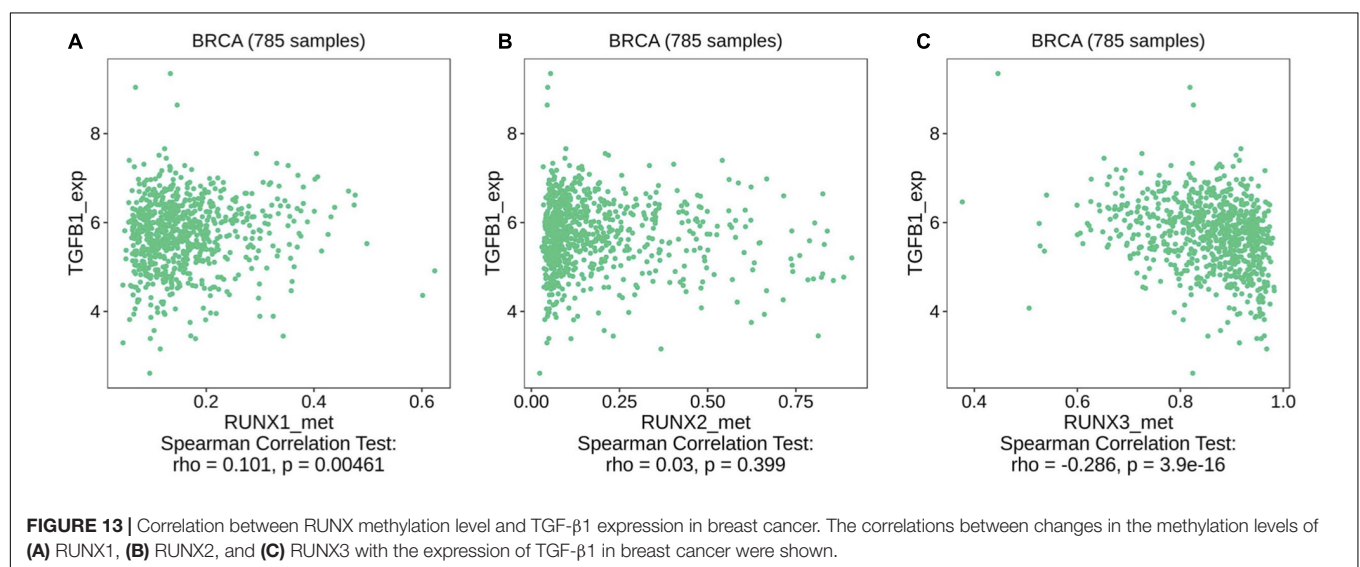 A
BRCA (785 samples)
TGFB1_exp
8
6
4
0.2 0.4 0.6
RUNX1_met
Spearman Correlation Test:
rho = 0.101, p = 0.00461
B
BRCA (785 samples)
TGFB1_exp
8
6
4
0.00 0.25 0.50 0.75
RUNX2_met
Spearman Correlation Test:
rho = 0.03, p = 0.399
C
BRCA (785 samples)
TGFB1_exp
8
6
4
0.4 0.6 0.8 1.0
RUNX3_met
Spearman Correlation Test:
rho = -0.286, p = 3.9e-16
FIGURE 13 | Correlation between RUNX methylation level and TGF-β1 expression in breast cancer. The correlations between changes in the methylation levels of
(A) RUNX1, (B) RUNX2, and (C) RUNX3 with the expression of TGF-β1 in breast cancer were shown.